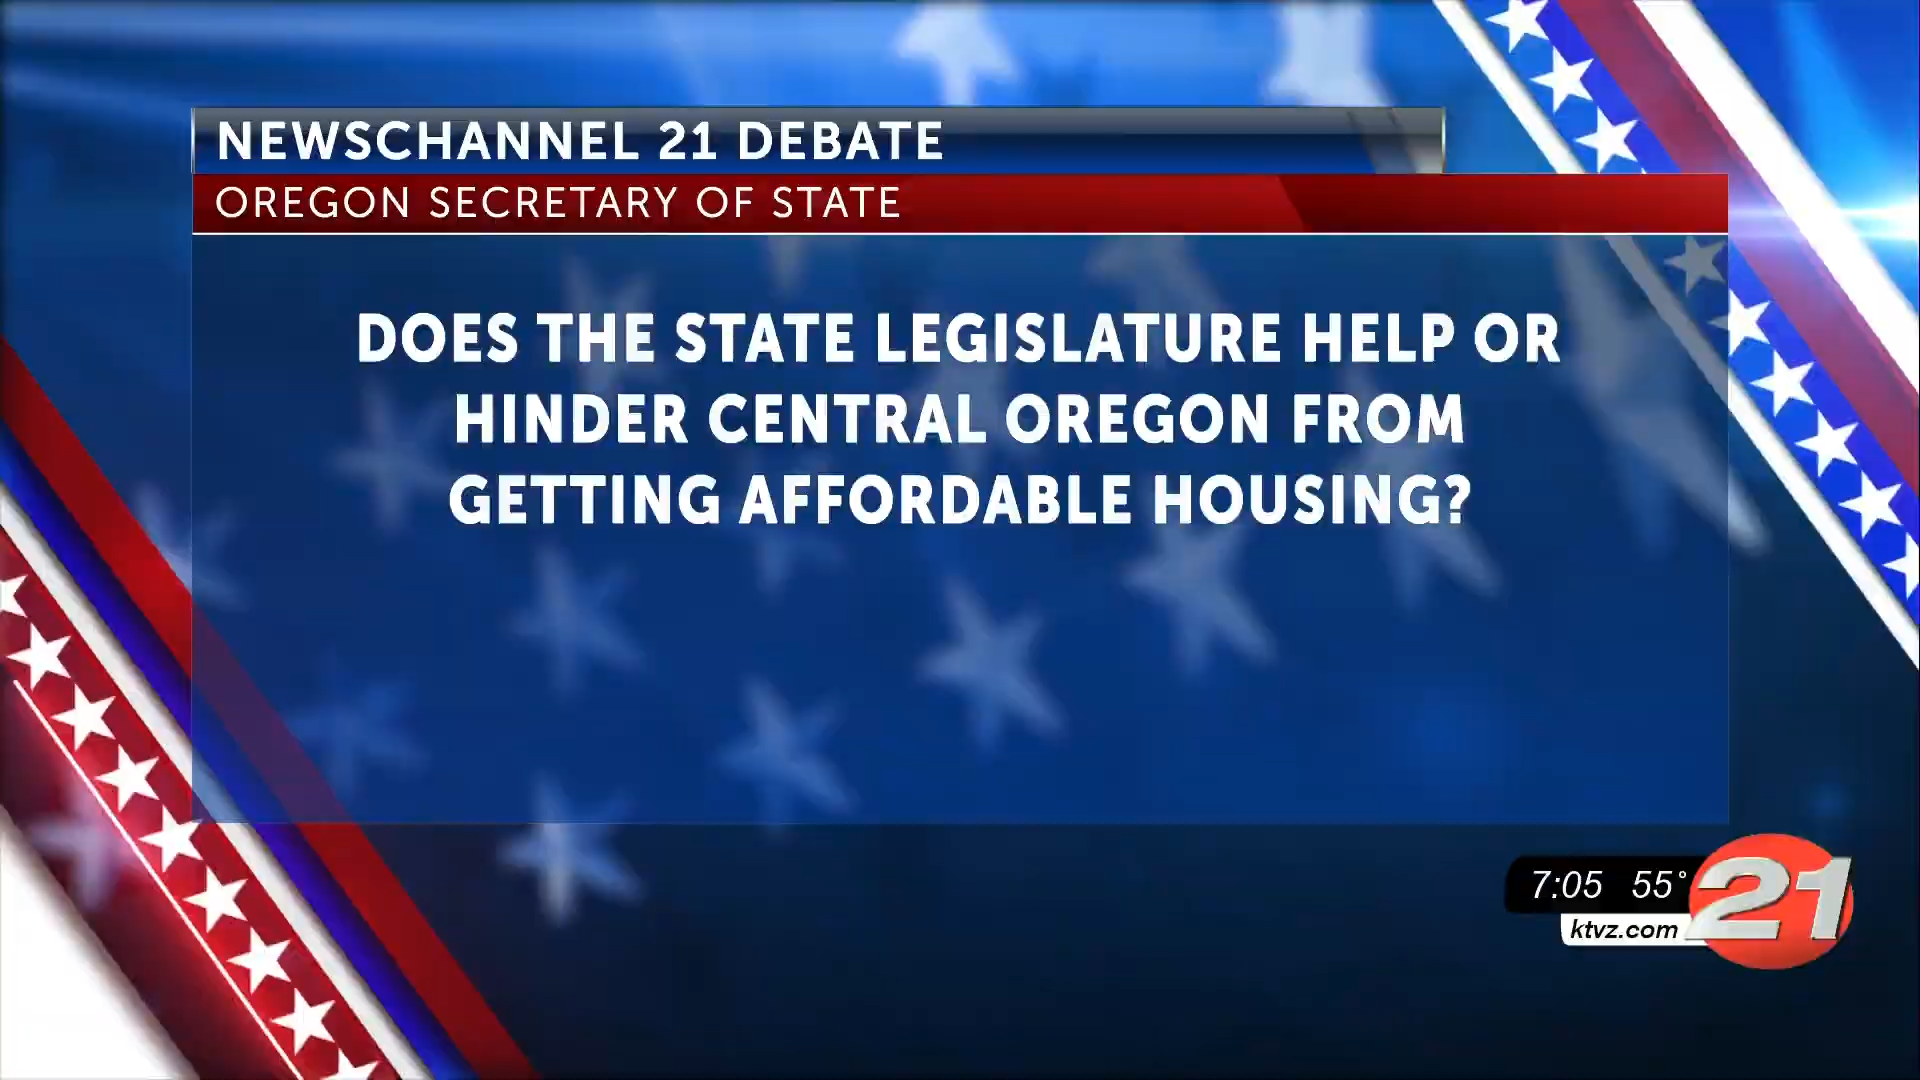 NEWSCHANNEL 21 DEBATE
OREGON SECRETARY OF STATE
DOES THE STATE LEGISLATURE HELP OR
HINDER CENTRAL OREGON FROM
GETTING AFFORDABLE HOUSING?
7:05 55°
ktvz.com
21